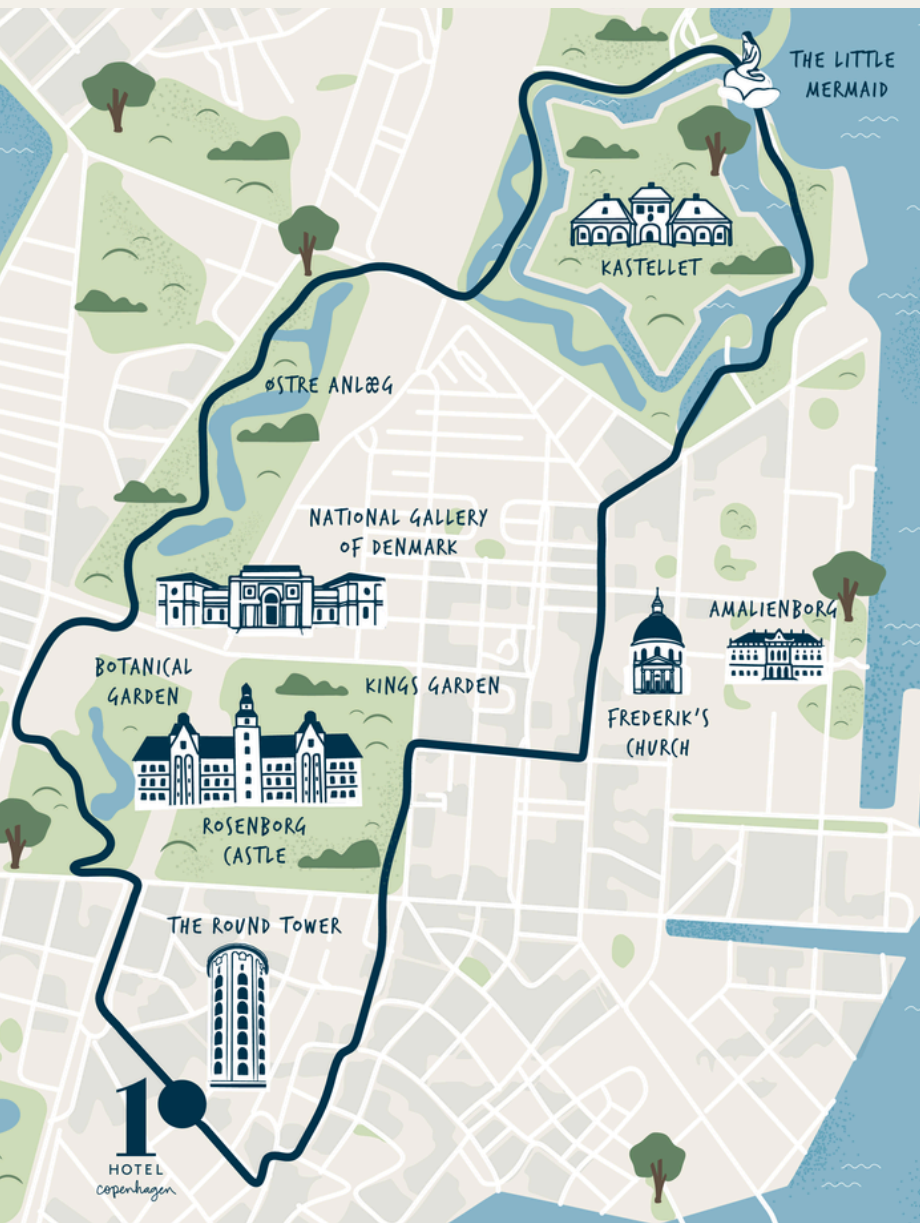 THE LITTLE
MERMAID
KASTELLET
ØSTRE ANLÆG
NATIONAL GALLERY
OF DENMARK
AMALIENBORG
BOTANICAL
GARDEN
KINGS GARDEN
FREDERIK'S
CHURCH
ROSENBORG
CASTLE
THE ROUND TOWER
1
HOTEL
copenhagen